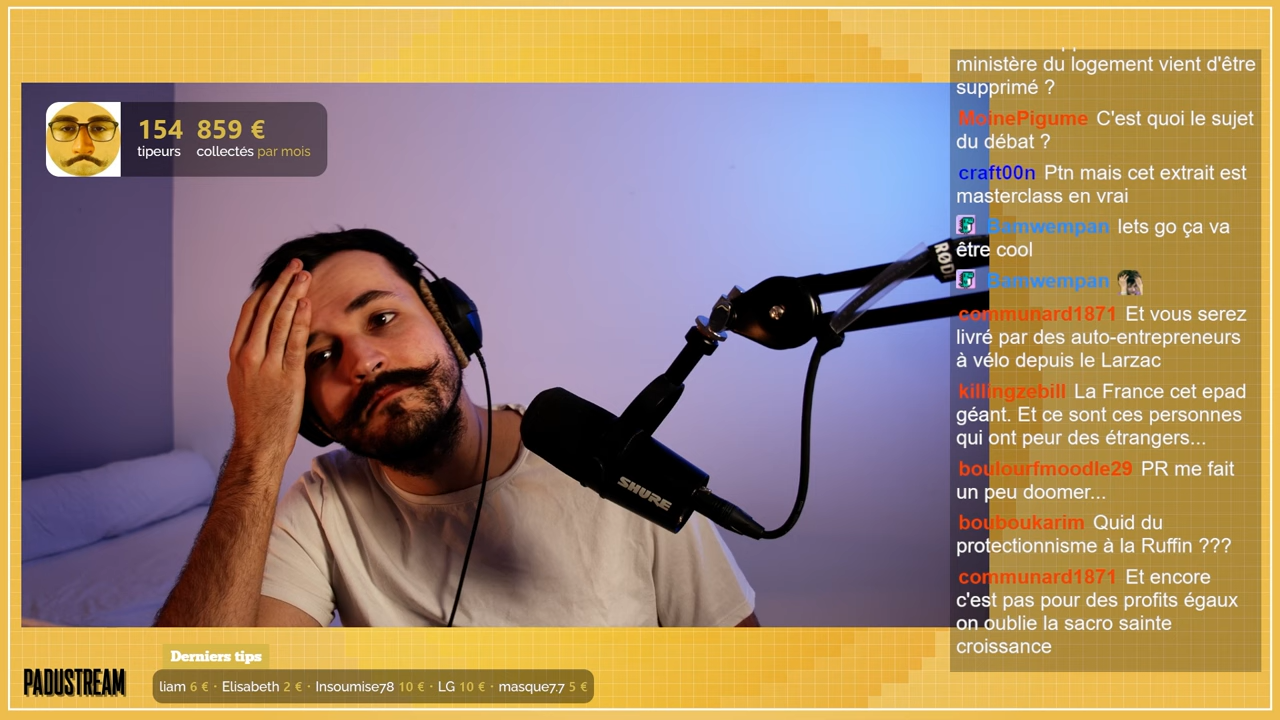 154 859 €
tipeurs collectés par mois
RØD
SHURE
ministère du logement vient d'être
supprimé ?
MoinePigume C'est quoi le sujet
du débat ?
craft00n Ptn mais cet extrait est
masterclass en vrai
Bamwempan lets go ça va
être cool
Bamwempan
communard1871 Et vous serez
livré par des auto-entrepreneurs
à vélo depuis le Larzac
killingzebill La France cet epad
géant. Et ce sont ces personnes
qui ont peur des étrangers...
boulourfmoodle29 PR me fait
un peu doomer...
bouboukarim Quid du
protectionnisme à la Ruffin ???
communard1871 Et encore
c'est pas pour des profits égaux
on oublie la sacro sainte
croissance
Derniers tips
PADUSTREAM
liam 6 € · Elisabeth 2 € · Insoumise78 10 € · LG 10 € · masque7.7 5 €